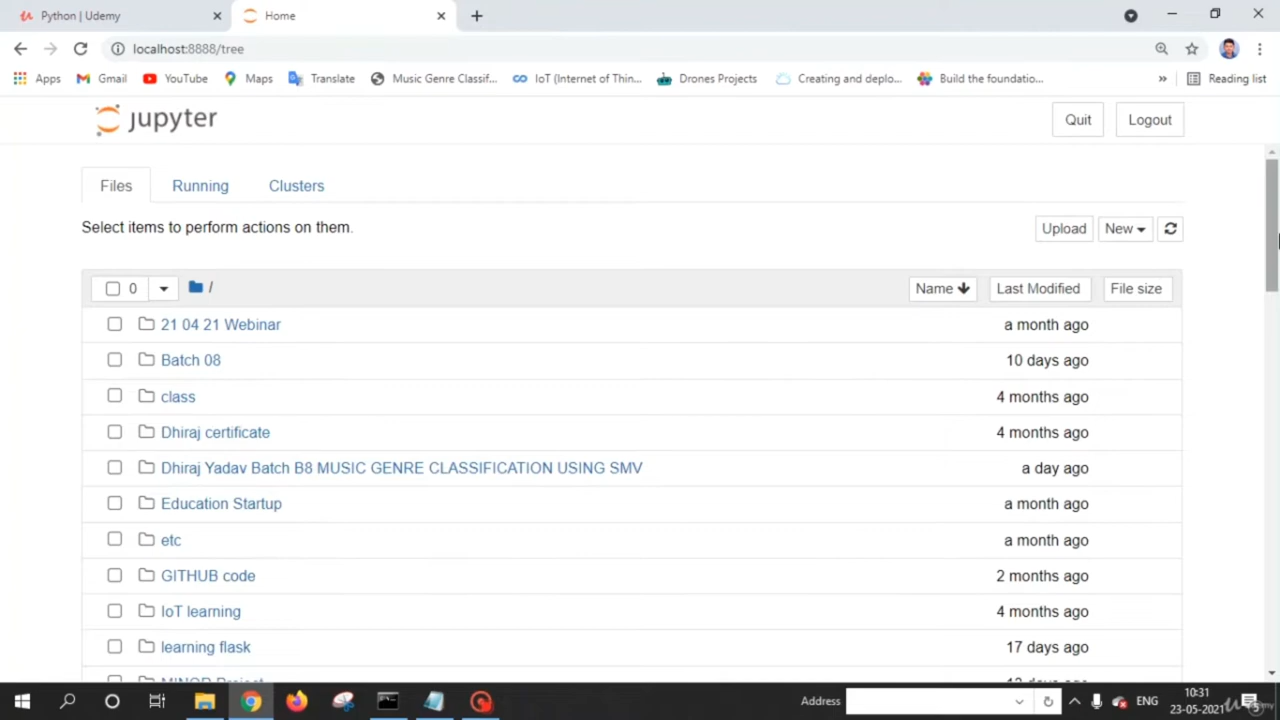 Python | Udemy
Home
localhost:8888/tree
Apps
Gmail
YouTube
Maps
Translate
Music Genre Classif...
IoT (Internet of Thin...
Drones Projects
Creating and deplo...
Build the foundatio...
»
Reading list
jupyter
Quit
Logout
Files
Running
Clusters
Select items to perform actions on them.
Upload
New
0
/
Name
Last Modified
File size
21 04 21 Webinar
a month ago
Batch 08
10 days ago
class
4 months ago
Dhiraj certificate
4 months ago
Dhiraj Yadav Batch B8 MUSIC GENRE CLASSIFICATION USING SMV
a day ago
Education Startup
a month ago
etc
a month ago
GITHUB code
2 months ago
IoT learning
4 months ago
learning flask
17 days ago
MINOR Project
Address
ENG
10:31
23-05-2021
Udemy